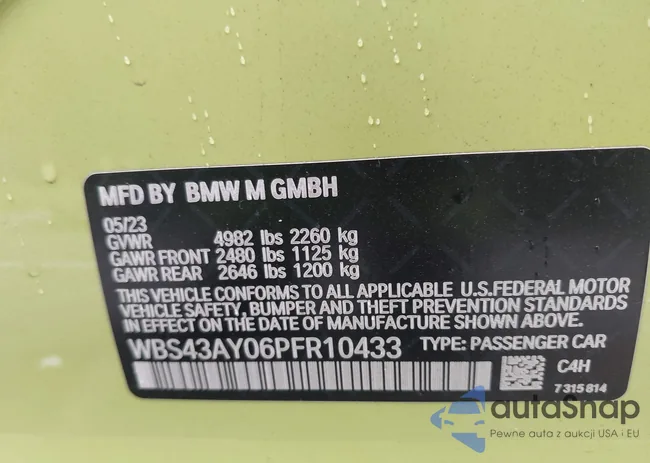 MFD BY BMW M GMBH
05/23
GVWR 4982 lbs 2260 kg
GAWR FRONT 2480 lbs 1125 kg
GAWR REAR 2646 lbs 1200 kg
THIS VEHICLE CONFORMS TO ALL APPLICABLE U.S.FEDERAL MOTOR
VEHICLE SAFETY, BUMPER, AND THEFT PREVENTION STANDARDS
IN EFFECT ON THE DATE OF MANUFACTURE SHOWN ABOVE.
WBS43AY06PFR10433 TYPE: PASSENGER CAR
C4H
7 315 814
autoSnap
Pewne auta z aukcji USA i EU